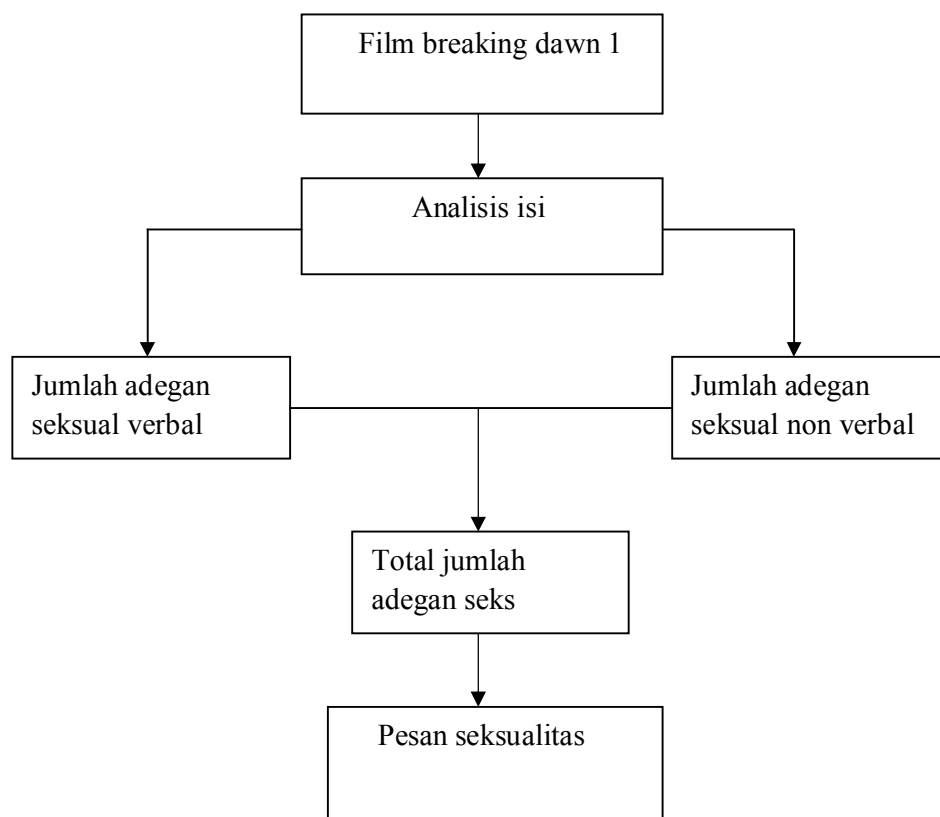 Film breaking dawn 1
Analisis isi
Jumlah adegan
seksual verbal
Jumlah adegan
seksual non verbal
Total jumlah
adegan seks
Pesan seksualitas